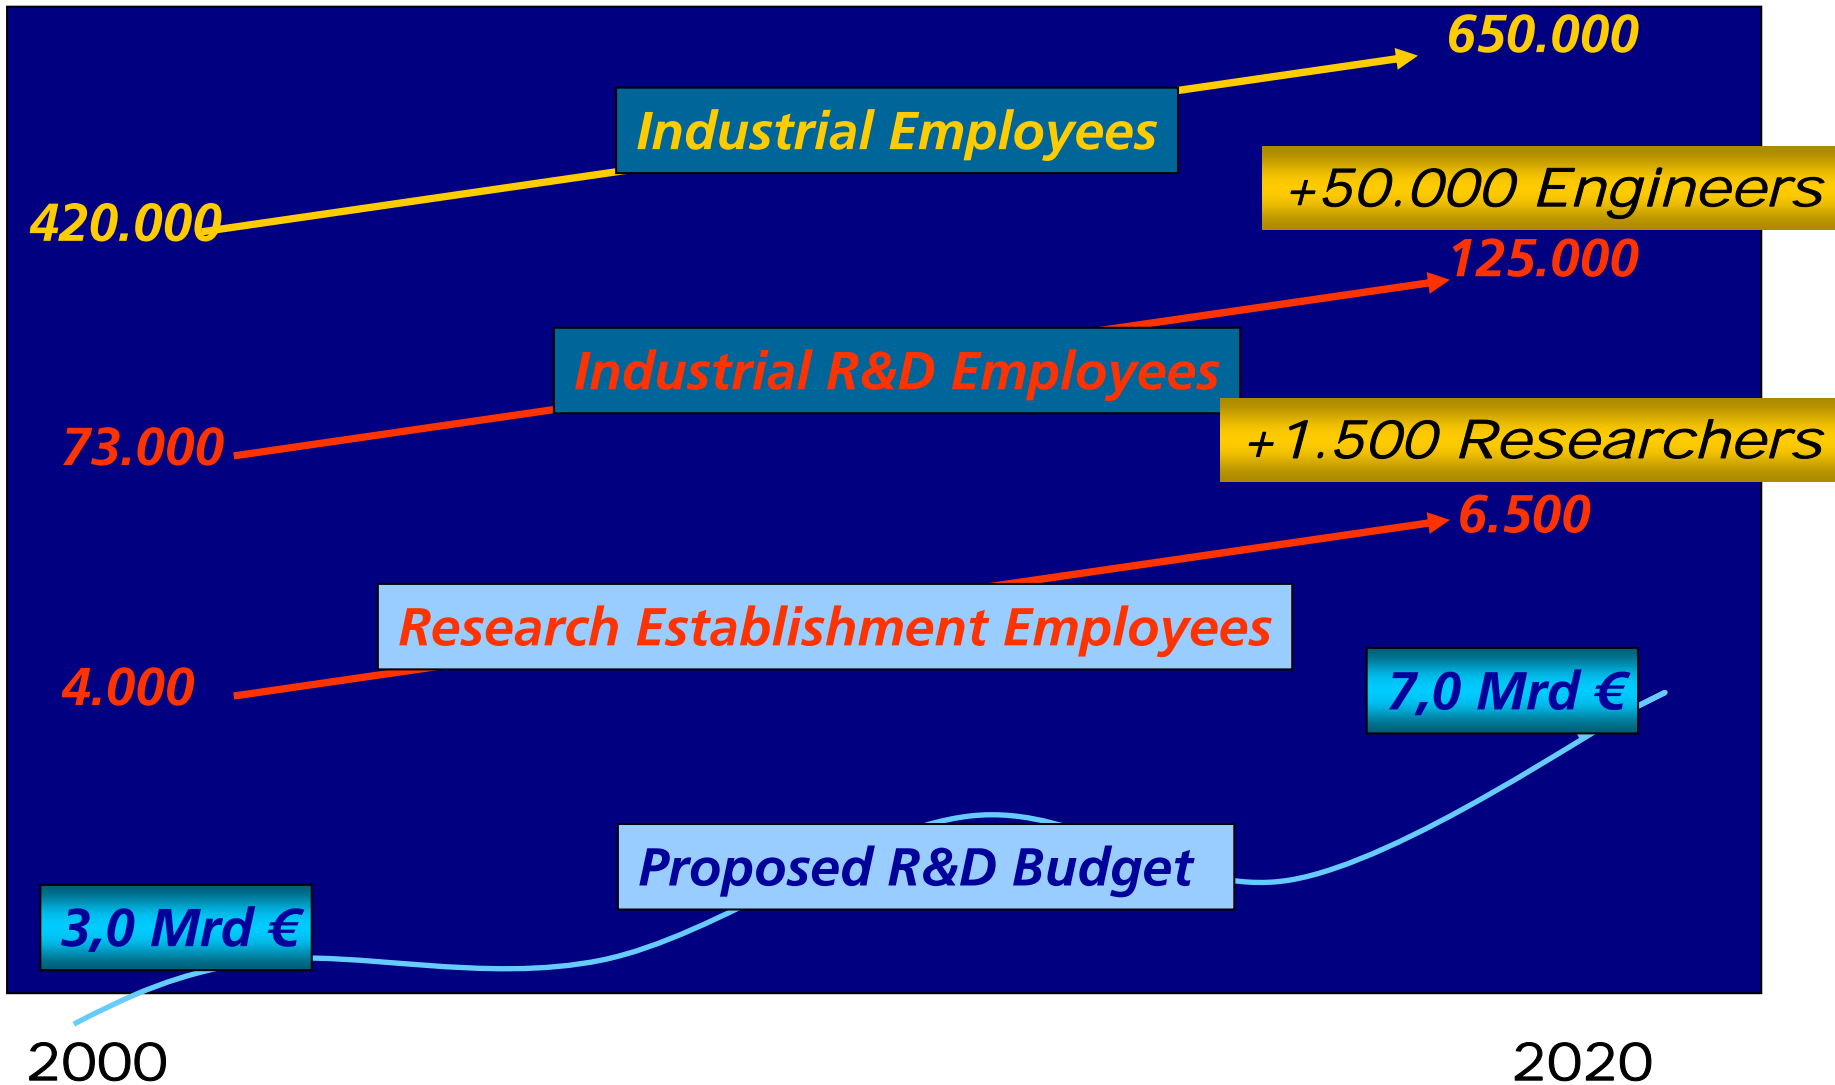 650.000
Industrial Employees
+50.000 Engineers
420.000
125.000
Industrial R&D Employees
+1.500 Researchers
73.000
6.500
Research Establishment Employees
4.000
7,0 Mrd €
Proposed R&D Budget
3,0 Mrd €
2000
2020